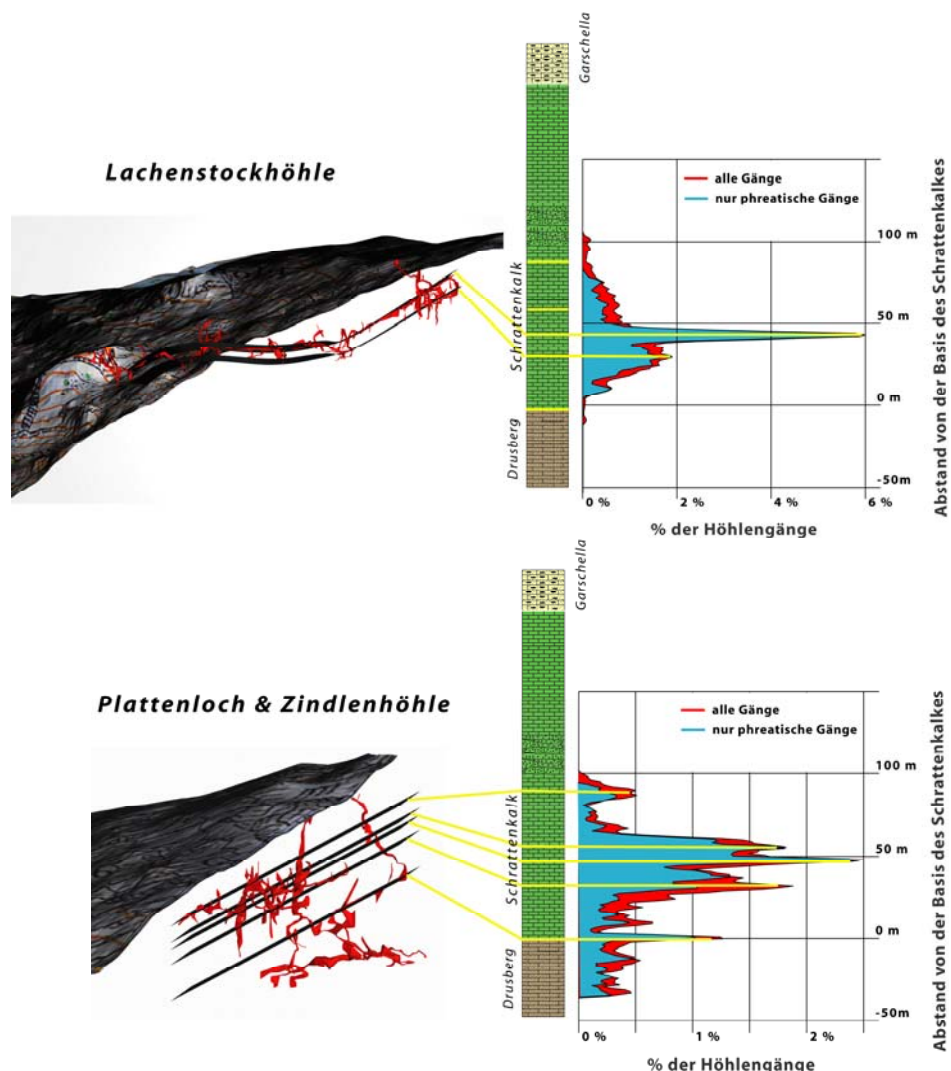 Garschella
Lachenstockhöhle
Schrattenkalk
Drusberg
alle Gänge
nur phreatische Gänge
100 m
50 m
0 m
-50m
0 %
2 %
4 %
6 %
% der Höhlengänge
Abstand von der Basis des Schrattenkalkes
Garschella
Plattenloch & Zindlenhöhle
Schrattenkalk
Drusberg
alle Gänge
nur phreatische Gänge
100 m
50 m
0 m
-50m
0 %
1 %
2 %
% der Höhlengänge
Abstand von der Basis des Schrattenkalkes